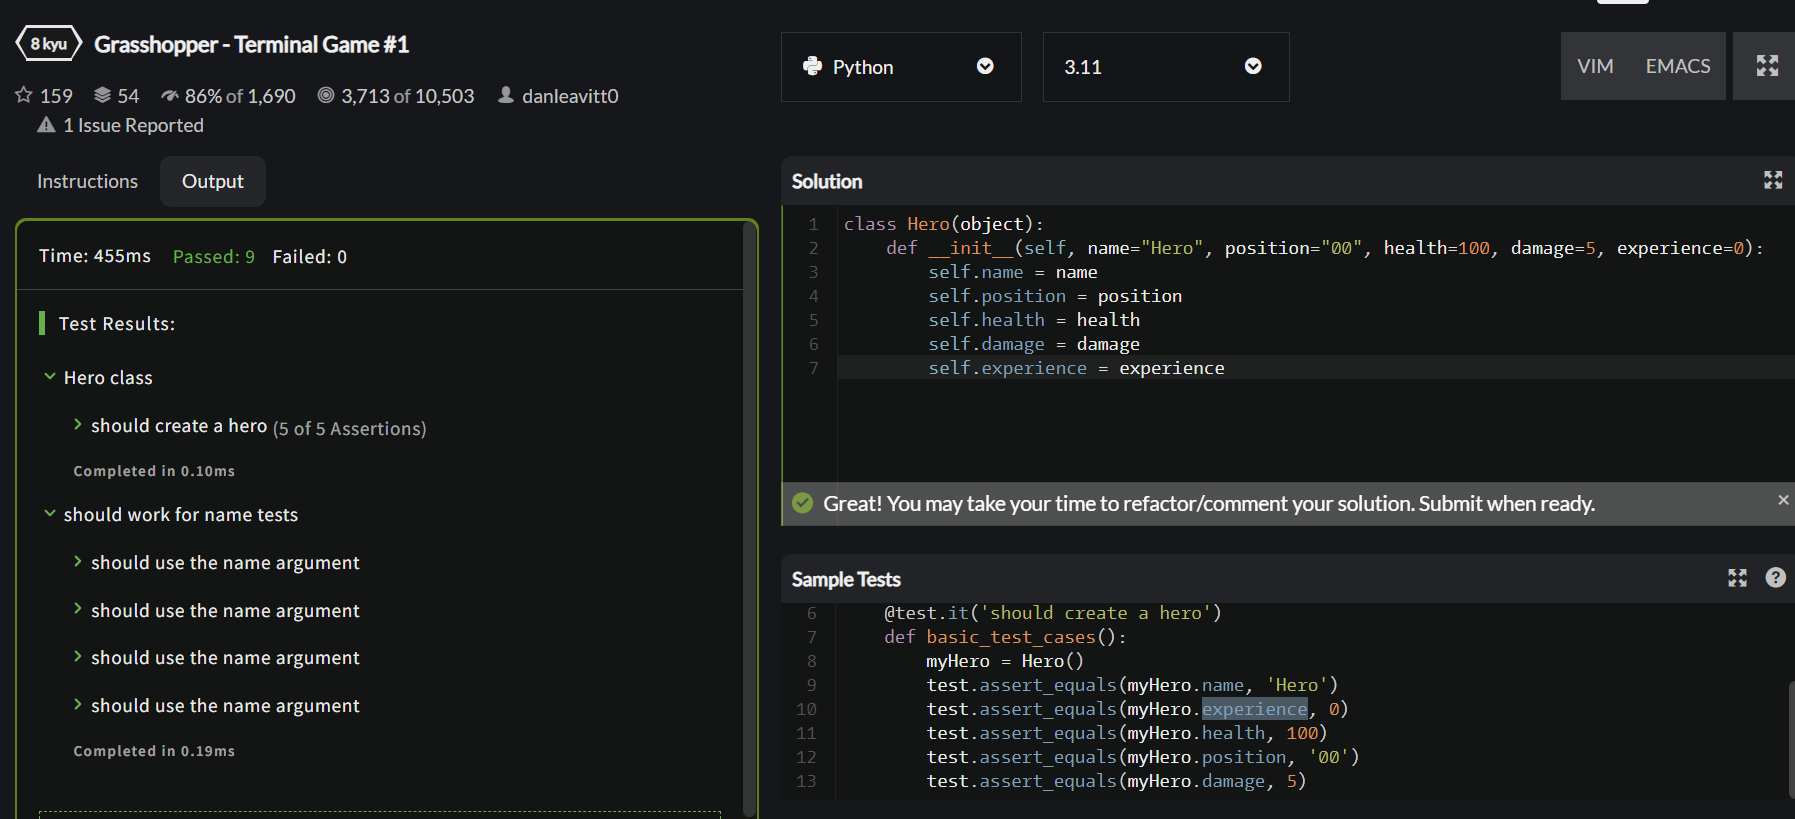 8 kyu Grasshopper - Terminal Game #1
159 54 86% of 1,690 3,713 of 10,503 danleavitt0
1 Issue Reported
Instructions Output
Time: 455ms Passed: 9 Failed: 0
Test Results:
Hero class
should create a hero (5 of 5 Assertions)
Completed in 0.10ms
should work for name tests
should use the name argument
should use the name argument
should use the name argument
should use the name argument
Completed in 0.19ms
Python 3.11 VIM EMACS
Solution
1 class Hero(object):
2 def __init__(self, name="Hero", position="00", health=100, damage=5, experience=0):
3 self.name = name
4 self.position = position
5 self.health = health
6 self.damage = damage
7 self.experience = experience
Great! You may take your time to refactor/comment your solution. Submit when ready.
Sample Tests
6 @test.it('should create a hero')
7 def basic_test_cases():
8 myHero = Hero()
9 test.assert_equals(myHero.name, 'Hero')
10 test.assert_equals(myHero.experience, 0)
11 test.assert_equals(myHero.health, 100)
12 test.assert_equals(myHero.position, '00')
13 test.assert_equals(myHero.damage, 5)